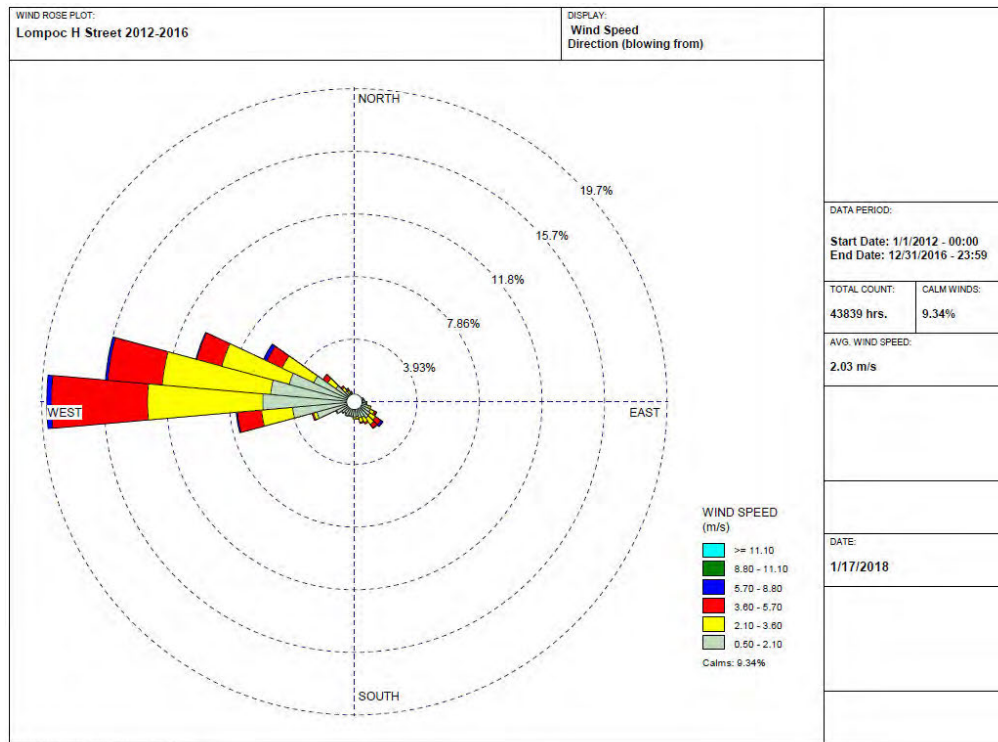 WIND ROSE PLOT:
Lompoc H Street 2012-2016
DISPLAY:
Wind Speed
Direction (blowing from)
NORTH
19.7%
15.7%
11.8%
7.86%
3.93%
WEST
EAST
SOUTH
WIND SPEED
(m/s)
>= 11.10
8.80 - 11.10
5.70 - 8.80
3.60 - 5.70
2.10 - 3.60
0.50 - 2.10
Calms: 9.34%
DATA PERIOD:
Start Date: 1/1/2012 - 00:00
End Date: 12/31/2016 - 23:59
TOTAL COUNT:
43839 hrs.
CALM WINDS:
9.34%
AVG. WIND SPEED:
2.03 m/s
DATE:
1/17/2018